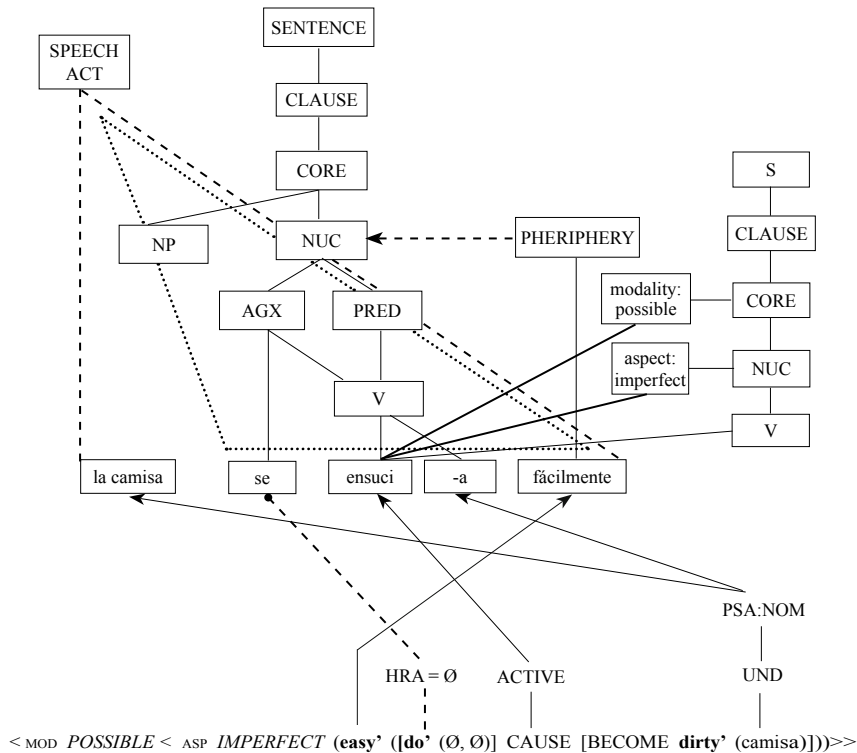 SENTENCE
SPEECH
ACT
CLAUSE
CORE
S
NP
NUC
PHERIPHERY
CLAUSE
AGX
PRED
modality:
possible
CORE
aspect:
imperfect
NUC
V
V
la camisa
se
ensuci
-a
fácilmente
PSA:NOM
HRA = Ø
ACTIVE
UND
< MOD POSSIBLE < ASP IMPERFECT (easy’ ([do’ (Ø, Ø)] CAUSE [BECOME dirty’ (camisa)]))>>